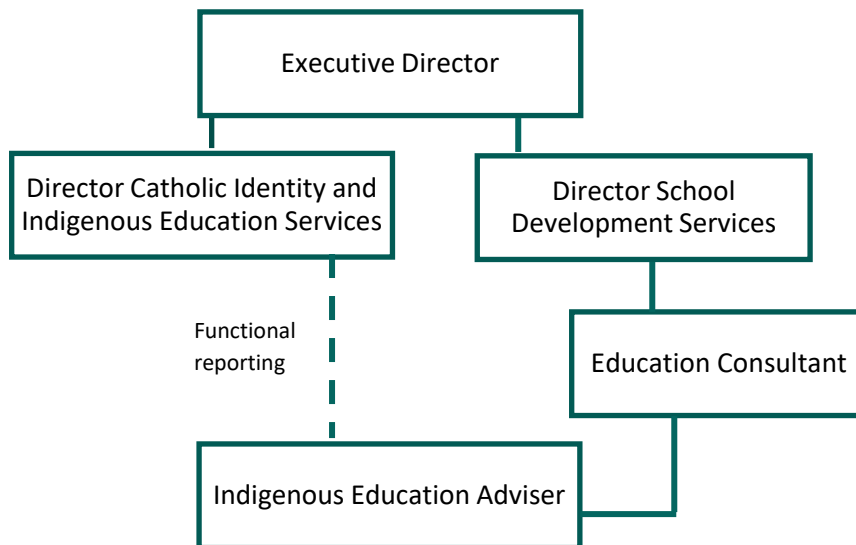 Executive Director
Director Catholic Identity and
Indigenous Education Services
Director School
Development Services
Functional
reporting
Education Consultant
Indigenous Education Adviser